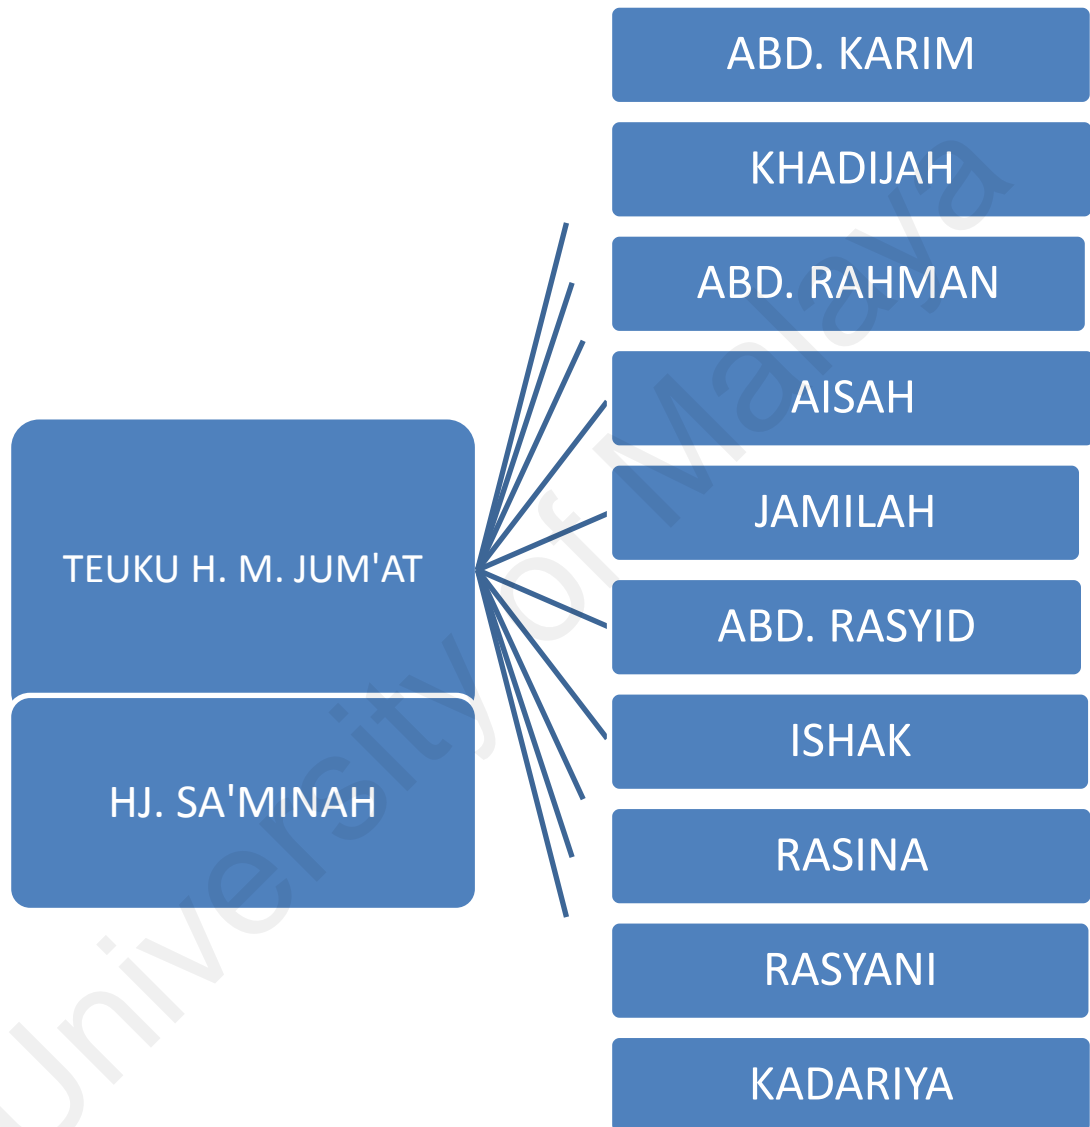 ABD. KARIM
KHADIJAH
ABD. RAHMAN
AISAH
JAMILAH
TEUKU H. M. JUM'AT
ABD. RASYID
ISHAK
HJ. SA'MINAH
RASINA
RASYANI
KADARIYA
University of Malaya